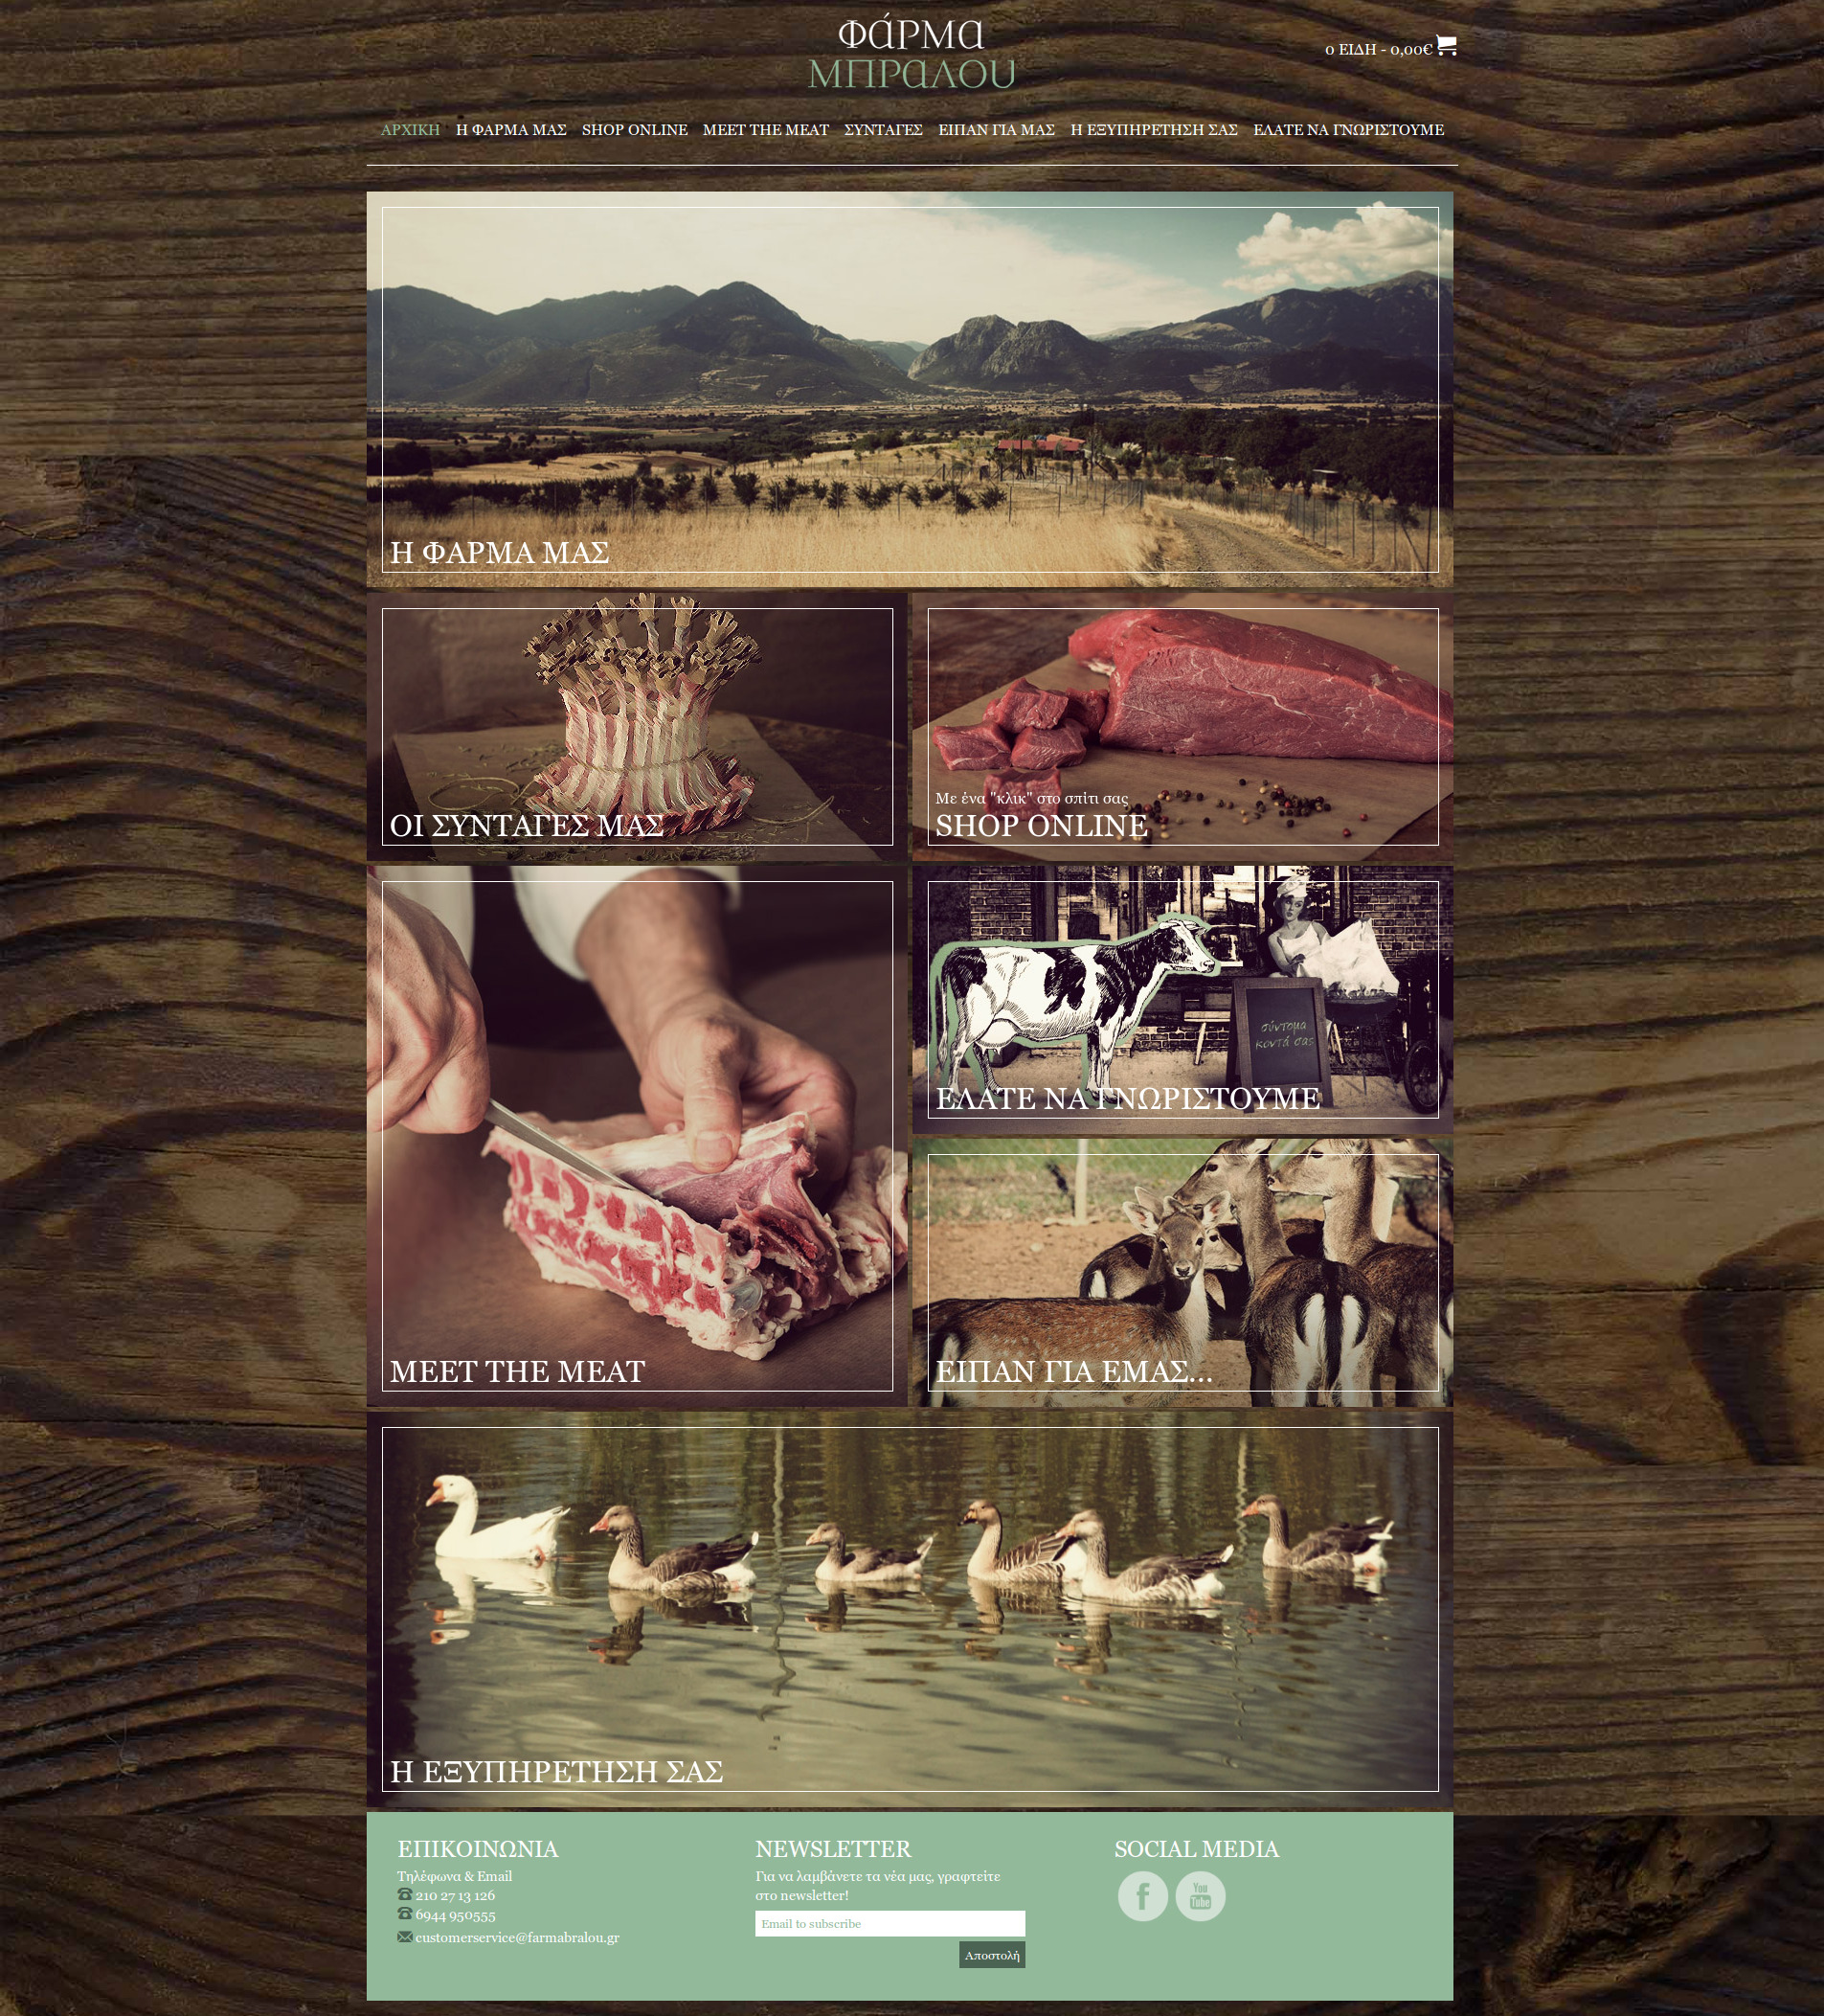 ΦάΡΜα
ΜΠΡαΛΟU
0 ΕΙΔΗ - 0,00€
ΑΡΧΙΚΗ Η ΦΑΡΜΑ ΜΑΣ SHOP ONLINE MEET THE MEAT ΣΥΝΤΑΓΕΣ ΕΙΠΑΝ ΓΙΑ ΜΑΣ Η ΕΞΥΠΗΡΕΤΗΣΗ ΣΑΣ ΕΛΑΤΕ ΝΑ ΓΝΩΡΙΣΤΟΥΜΕ
Η ΦΑΡΜΑ ΜΑΣ
ΟΙ ΣΥΝΤΑΓΕΣ ΜΑΣ
Με ένα "κλικ" στο σπίτι σας
SHOP ONLINE
MEET THE MEAT
σύντομα
κοντά σας
ΕΛΑΤΕ ΝΑ ΓΝΩΡΙΣΤΟΥΜΕ
ΕΙΠΑΝ ΓΙΑ ΕΜΑΣ...
Η ΕΞΥΠΗΡΕΤΗΣΗ ΣΑΣ
ΕΠΙΚΟΙΝΩΝΙΑ
Τηλέφωνα & Email
210 27 13 126
6944 950555
customerservice@farmabralou.gr
NEWSLETTER
Για να λαμβάνετε τα νέα μας, γραφτείτε
στο newsletter!
Email to subscribe
Αποστολή
SOCIAL MEDIA
f
You
Tube